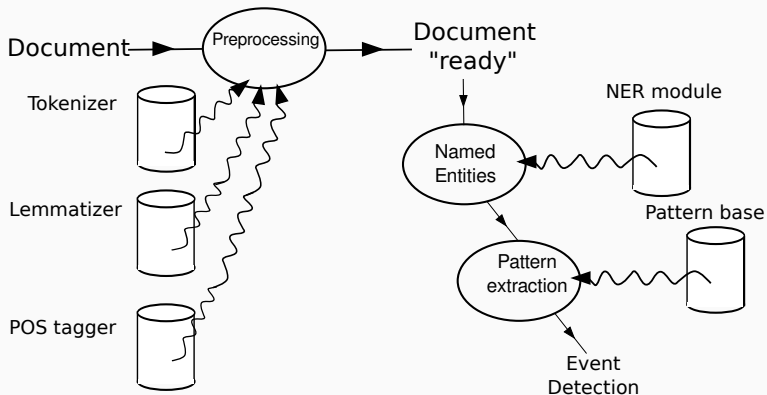 Document
Preprocessing
Document
"ready"
Tokenizer
NER module
Named
Entities
Lemmatizer
Pattern base
Pattern
extraction
POS tagger
Event
Detection